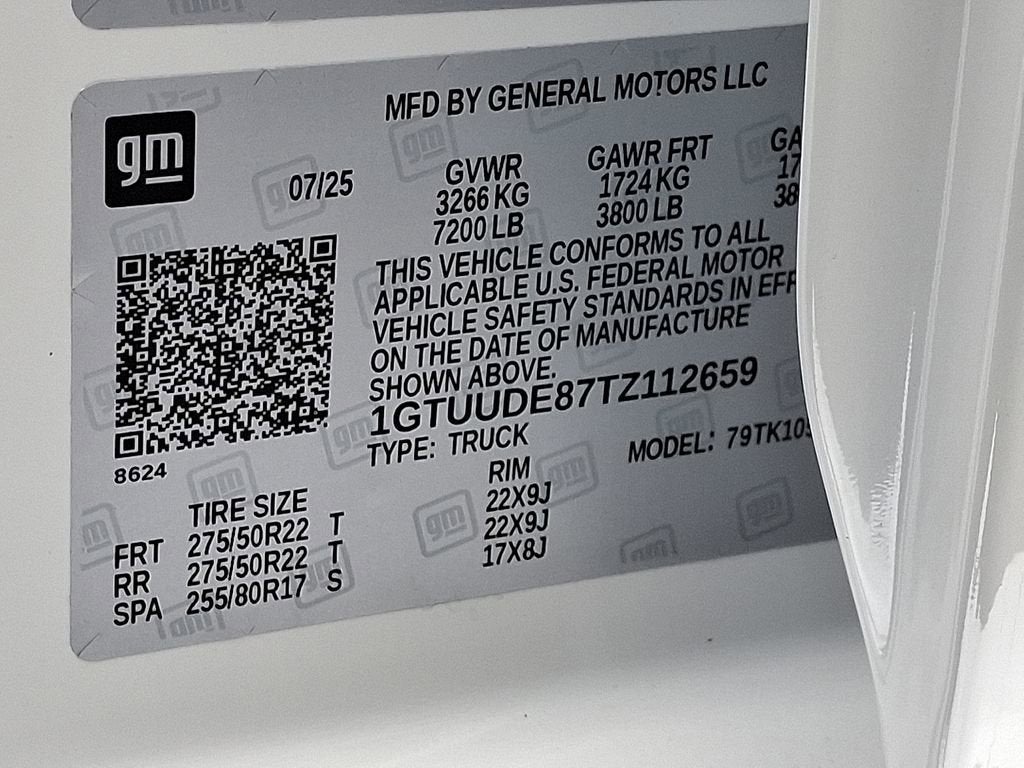 gm
MFD BY GENERAL MOTORS LLC
07/25
GVWR GAWR FRT
3266 KG 1724 KG
7200 LB 3800 LB
THIS VEHICLE CONFORMS TO ALL
APPLICABLE U.S. FEDERAL MOTOR
VEHICLE SAFETY STANDARDS IN
ON THE DATE OF MANUFACTURE
SHOWN ABOVE.
1GTUUDE87TZ112659
TYPE: TRUCK MODEL: 79TK10
8624
TIRE SIZE RIM
FRT 275/50R22 T 22X9J
RR 275/50R22 T 22X9J
SPA 255/80R17 S 17X8J